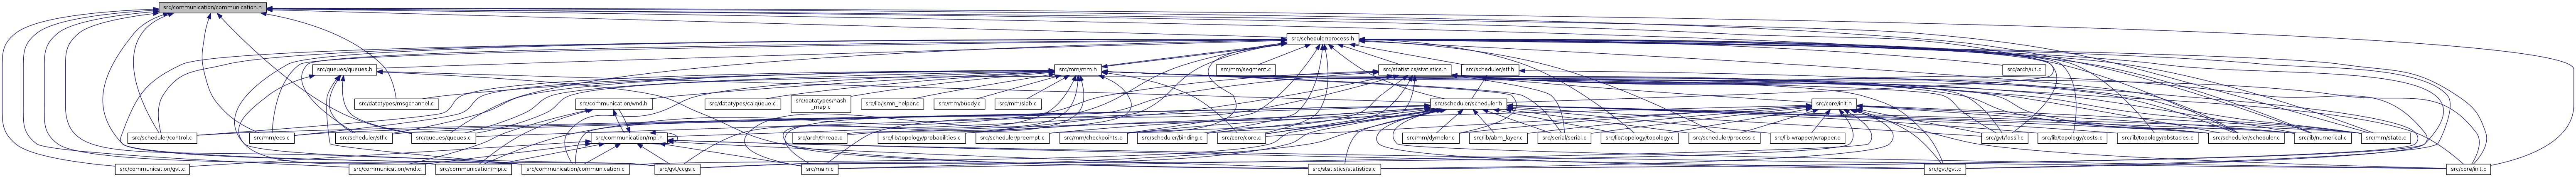 src/communication/communication.h
src/scheduler/process.h
src/queues/queues.h
src/mm/mm.h
src/mm/segment.c
src/statistics/statistics.h
src/scheduler/stf.h
src/arch/ult.c
src/datatypes/msgchannel.c
src/communication/wnd.h
src/datatypes/calqueue.c
src/datatypes/hash
_map.c
src/lib/jsmn_helper.c
src/mm/buddy.c
src/mm/slab.c
src/scheduler/scheduler.h
src/core/init.h
src/scheduler/control.c
src/mm/ecs.c
src/scheduler/stf.c
src/queues/queues.c
src/communication/mpi.h
src/arch/thread.c
src/lib/topology/probabilities.c
src/scheduler/preempt.c
src/mm/checkpoints.c
src/scheduler/binding.c
src/core/core.c
src/mm/dymelor.c
src/lib/abm_layer.c
src/serial/serial.c
src/lib/topology/topology.c
src/scheduler/process.c
src/lib-wrapper/wrapper.c
src/gvt/fossil.c
src/lib/topology/costs.c
src/lib/topology/obstacles.c
src/scheduler/scheduler.c
src/lib/numerical.c
src/mm/state.c
src/communication/gvt.c
src/communication/wnd.c
src/communication/mpi.c
src/communication/communication.c
src/gvt/ccgs.c
src/main.c
src/statistics/statistics.c
src/gvt/gvt.c
src/core/init.c